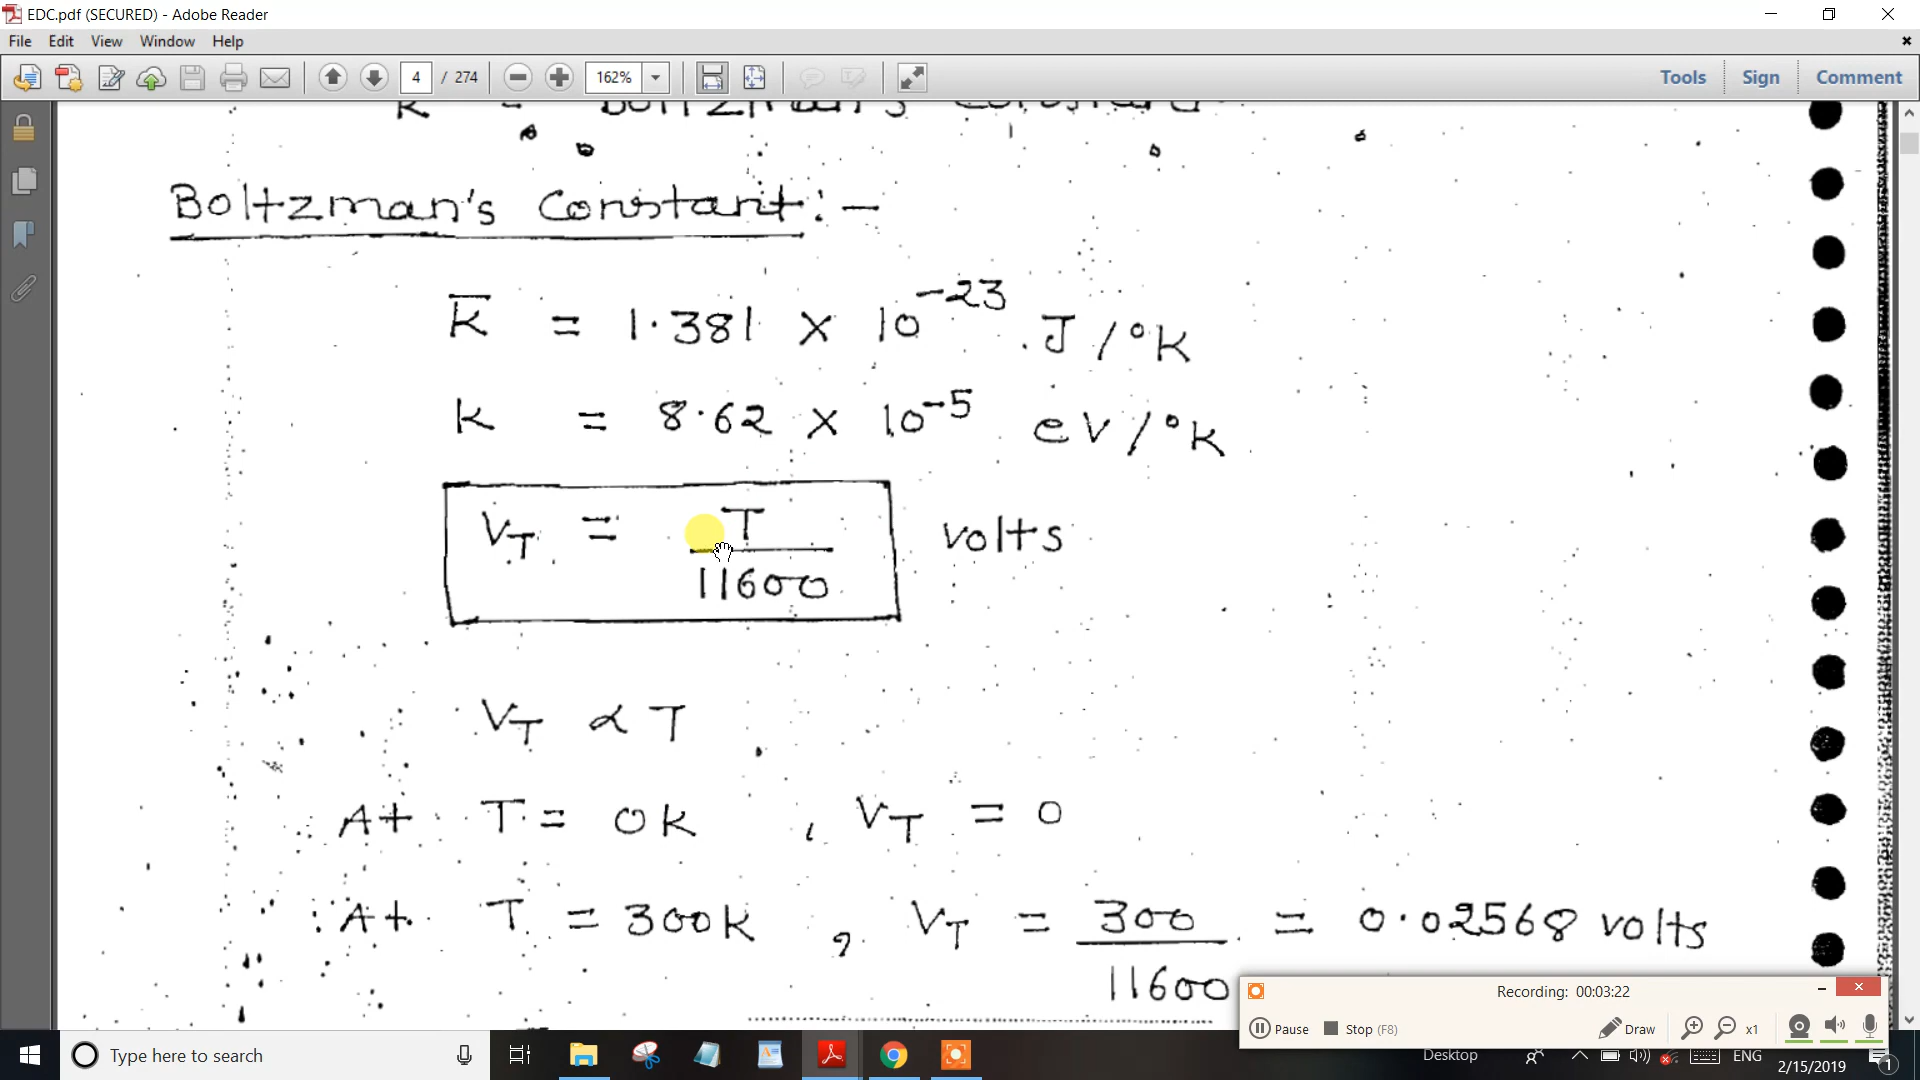 EDC.pdf (SECURED) - Adobe Reader
File Edit View Window Help
4 / 274 162% Tools Sign Comment
K = Boltzman's Constant.
Boltzman's Constant :-
K̅ = 1.381 × 10⁻²³ J/°K
K = 8.62 × 10⁻⁵ eV/°K
V_T = T/11600 volts
V_T ∝ T
At T = 0K , V_T = 0
At T = 300K , V_T = 300/11600 = 0.02568 volts
Recording: 00:03:22
Pause Stop (F8) Draw x1
Type here to search
Desktop ENG 2/15/2019 1